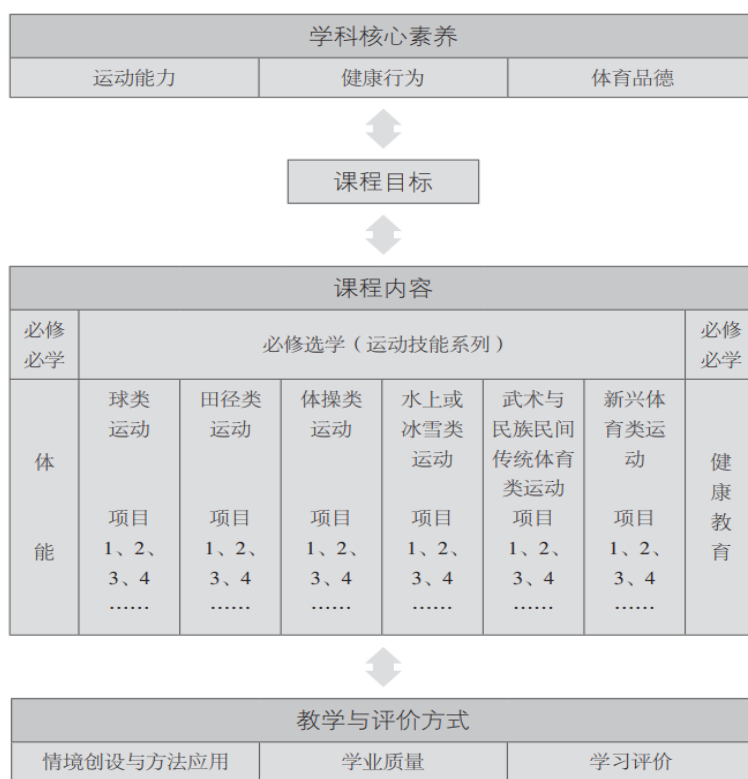 学科核心素养
运动能力 健康行为 体育品德
课程目标
课程内容
必修
必学
必修选学（运动技能系列）
必修
必学
体
能
球类
运动
项目
1、2、
3、4
……
田径类
运动
项目
1、2、
3、4
……
体操类
运动
项目
1、2、
3、4
……
水上或
冰雪类
运动
项目
1、2、
3、4
……
武术与
民族民间
传统体育
类运动
项目
1、2、
3、4
……
新兴体
育类运
动
项目
1、2、
3、4
……
健
康
教
育
教学与评价方式
情境创设与方法应用 学业质量 学习评价